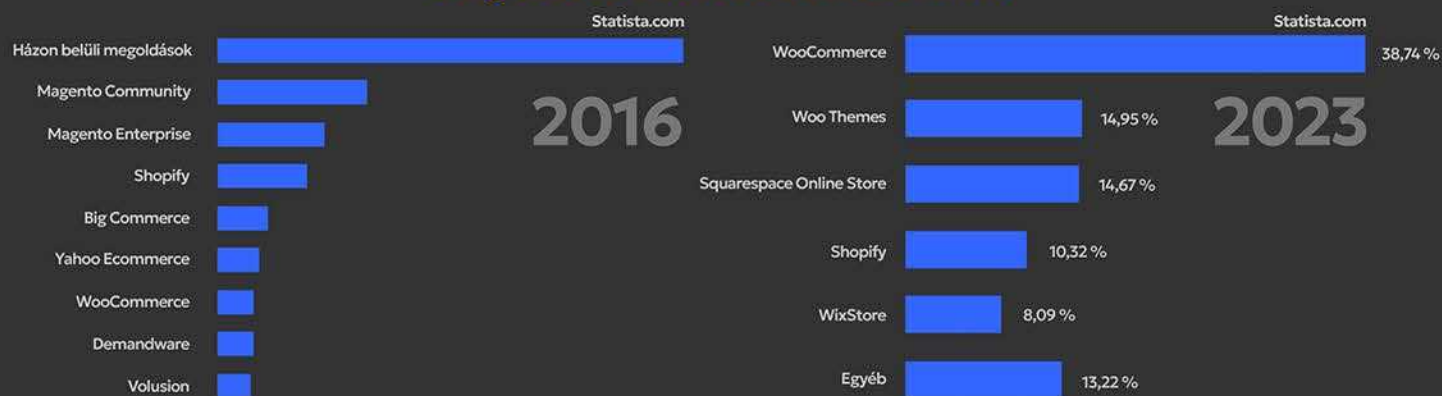 Statista.com
2016
Házon belüli megoldások
Magento Community
Magento Enterprise
Shopify
Big Commerce
Yahoo Ecommerce
WooCommerce
Demandware
Volusion
Statista.com
2023
WooCommerce 38,74 %
Woo Themes 14,95 %
Squarespace Online Store 14,67 %
Shopify 10,32 %
WixStore 8,09 %
Egyéb 13,22 %